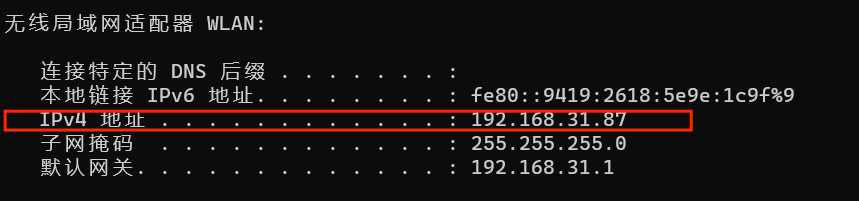 无线局域网适配器 WLAN:
连接特定的 DNS 后缀 . . . . . . . :
本地链接 IPv6 地址. . . . . . . . : fe80::9419:2618:5e9e:1c9f%9
IPv4 地址 . . . . . . . . . . . . : 192.168.31.87
子网掩码  . . . . . . . . . . . . : 255.255.255.0
默认网关. . . . . . . . . . . . . : 192.168.31.1